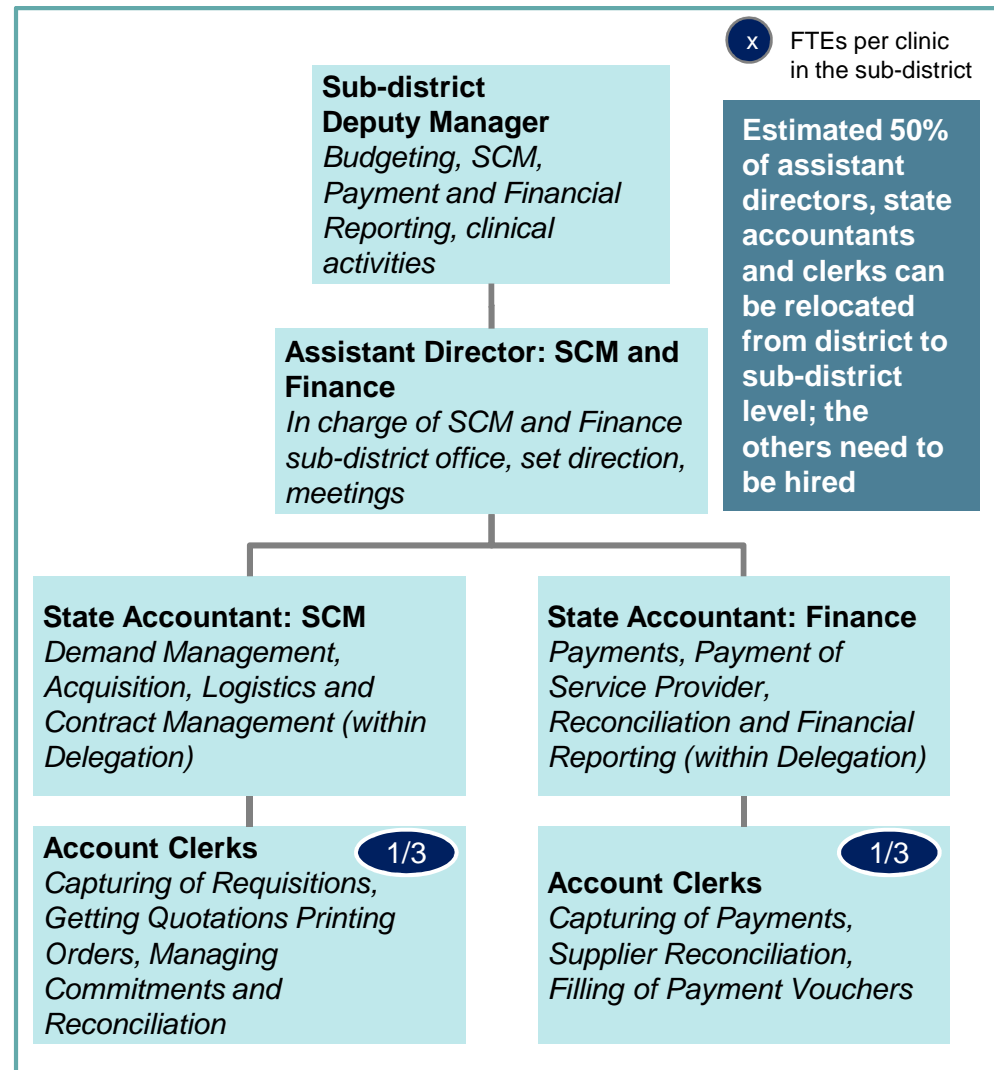 x
FTEs per clinic
in the sub-district
Sub-district
Deputy Manager
Budgeting, SCM,
Payment and Financial
Reporting, clinical
activities
Estimated 50%
of assistant
directors, state
accountants
and clerks can
be relocated
from district to
sub-district
level; the
others need to
be hired
Assistant Director: SCM and
Finance
In charge of SCM and Finance
sub-district office, set direction,
meetings
State Accountant: SCM
Demand Management,
Acquisition, Logistics and
Contract Management (within
Delegation)
State Accountant: Finance
Payments, Payment of
Service Provider,
Reconciliation and Financial
Reporting (within Delegation)
Account Clerks
1/3
Capturing of Requisitions,
Getting Quotations Printing
Orders, Managing
Commitments and
Reconciliation
1/3
Account Clerks
Capturing of Payments,
Supplier Reconciliation,
Filling of Payment Vouchers